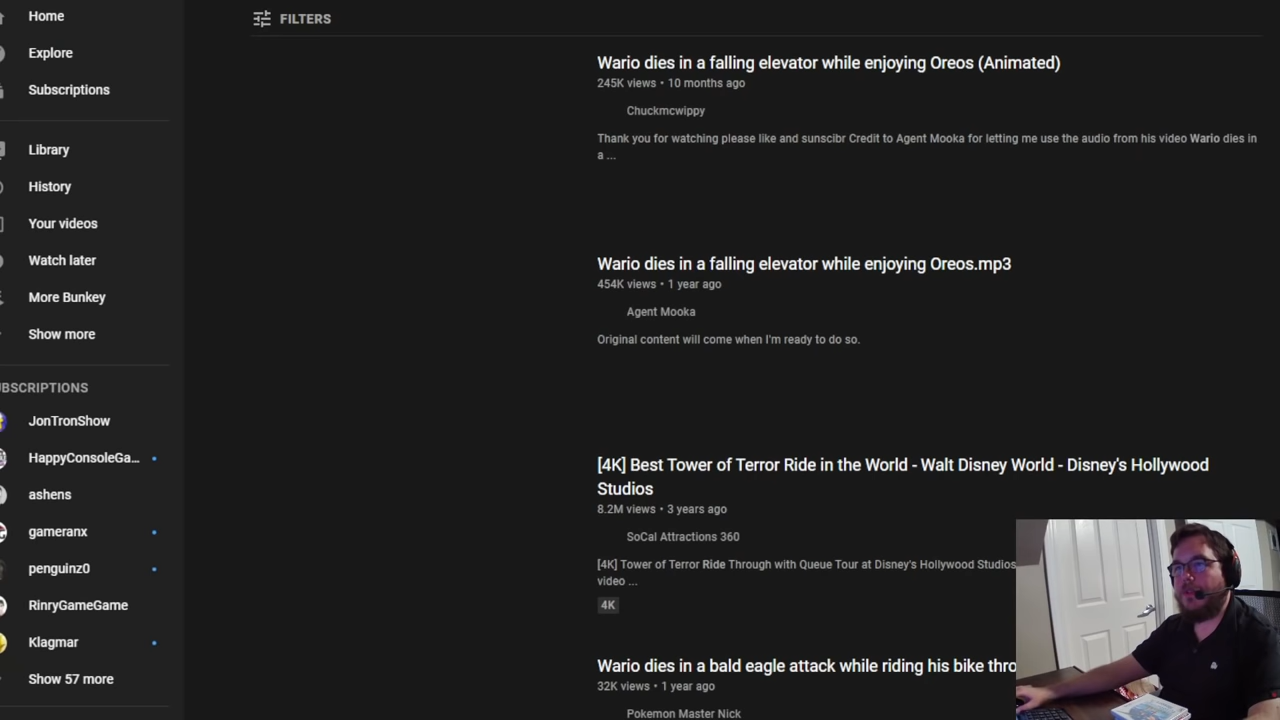 Home
Explore
Subscriptions
Library
History
Your videos
Watch later
More Bunkey
Show more
UBSCRIPTIONS
JonTronShow
HappyConsoleGa...
ashens
gameranx
penguinz0
RinryGameGame
Klagmar
Show 57 more
FILTERS
Wario dies in a falling elevator while enjoying Oreos (Animated)
245K views • 10 months ago
Chuckmcwippy
Thank you for watching please like and sunscibr Credit to Agent Mooka for letting me use the audio from his video Wario dies in
a ...
Wario dies in a falling elevator while enjoying Oreos.mp3
454K views • 1 year ago
Agent Mooka
Original content will come when I'm ready to do so.
[4K] Best Tower of Terror Ride in the World - Walt Disney World - Disney's Hollywood
Studios
8.2M views • 3 years ago
SoCal Attractions 360
[4K] Tower of Terror Ride Through with Queue Tour at Disney's Hollywood Studios
video ...
4K
Wario dies in a bald eagle attack while riding his bike thro
32K views • 1 year ago
Pokemon Master Nick